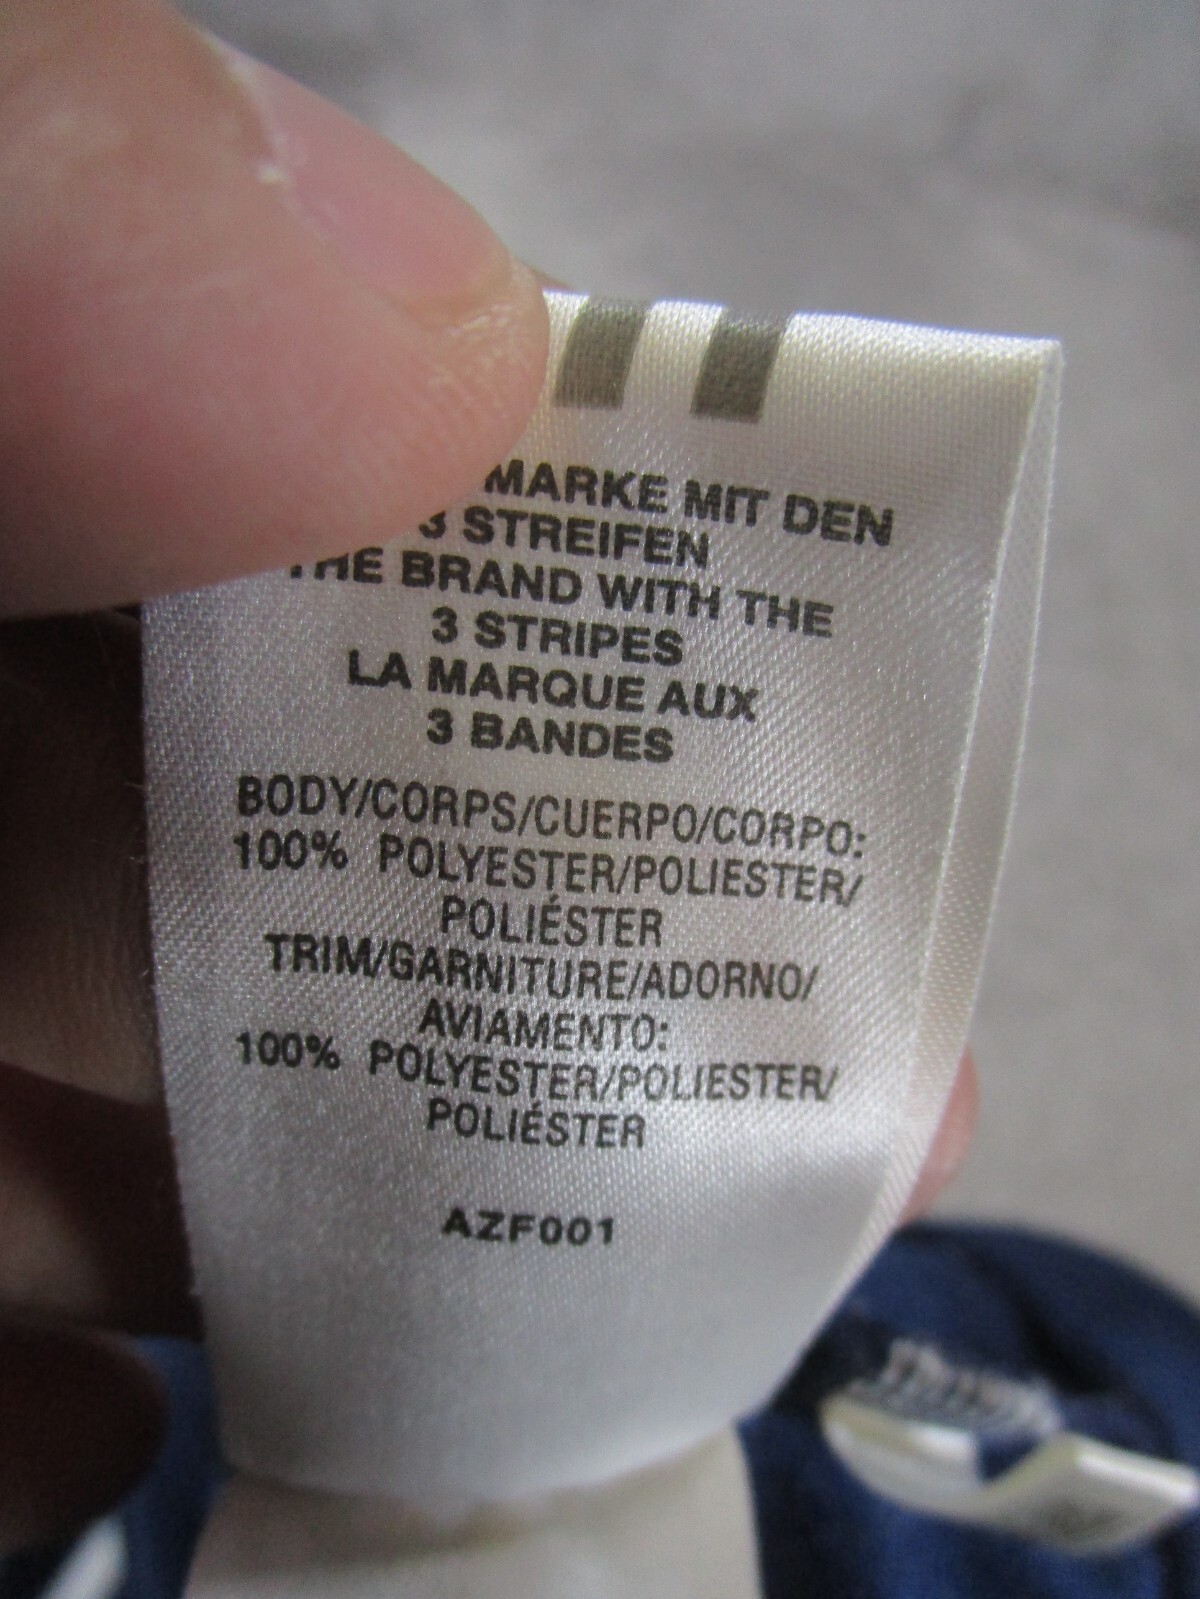 MARKE MIT DEN
3 STREIFEN
THE BRAND WITH THE
3 STRIPES
LA MARQUE AUX
3 BANDES
BODY/CORPS/CUERPO/CORPO:
100% POLYESTER/POLIESTER/
POLIÉSTER
TRIM/GARNITURE/ADORNO/
AVIAMENTO:
100% POLYESTER/POLIESTER/
POLIÉSTER
AZF001